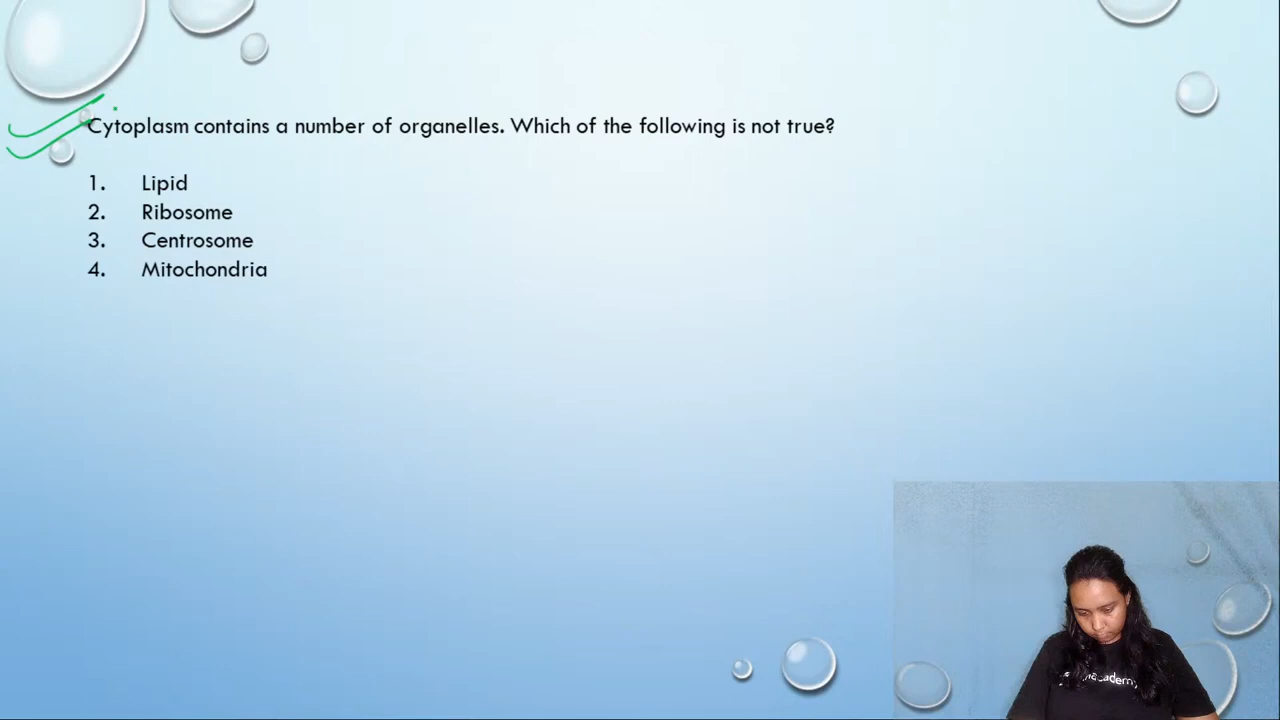 Cytoplasm contains a number of organelles. Which of the following is not true?
1. Lipid
2. Ribosome
3. Centrosome
4. Mitochondria